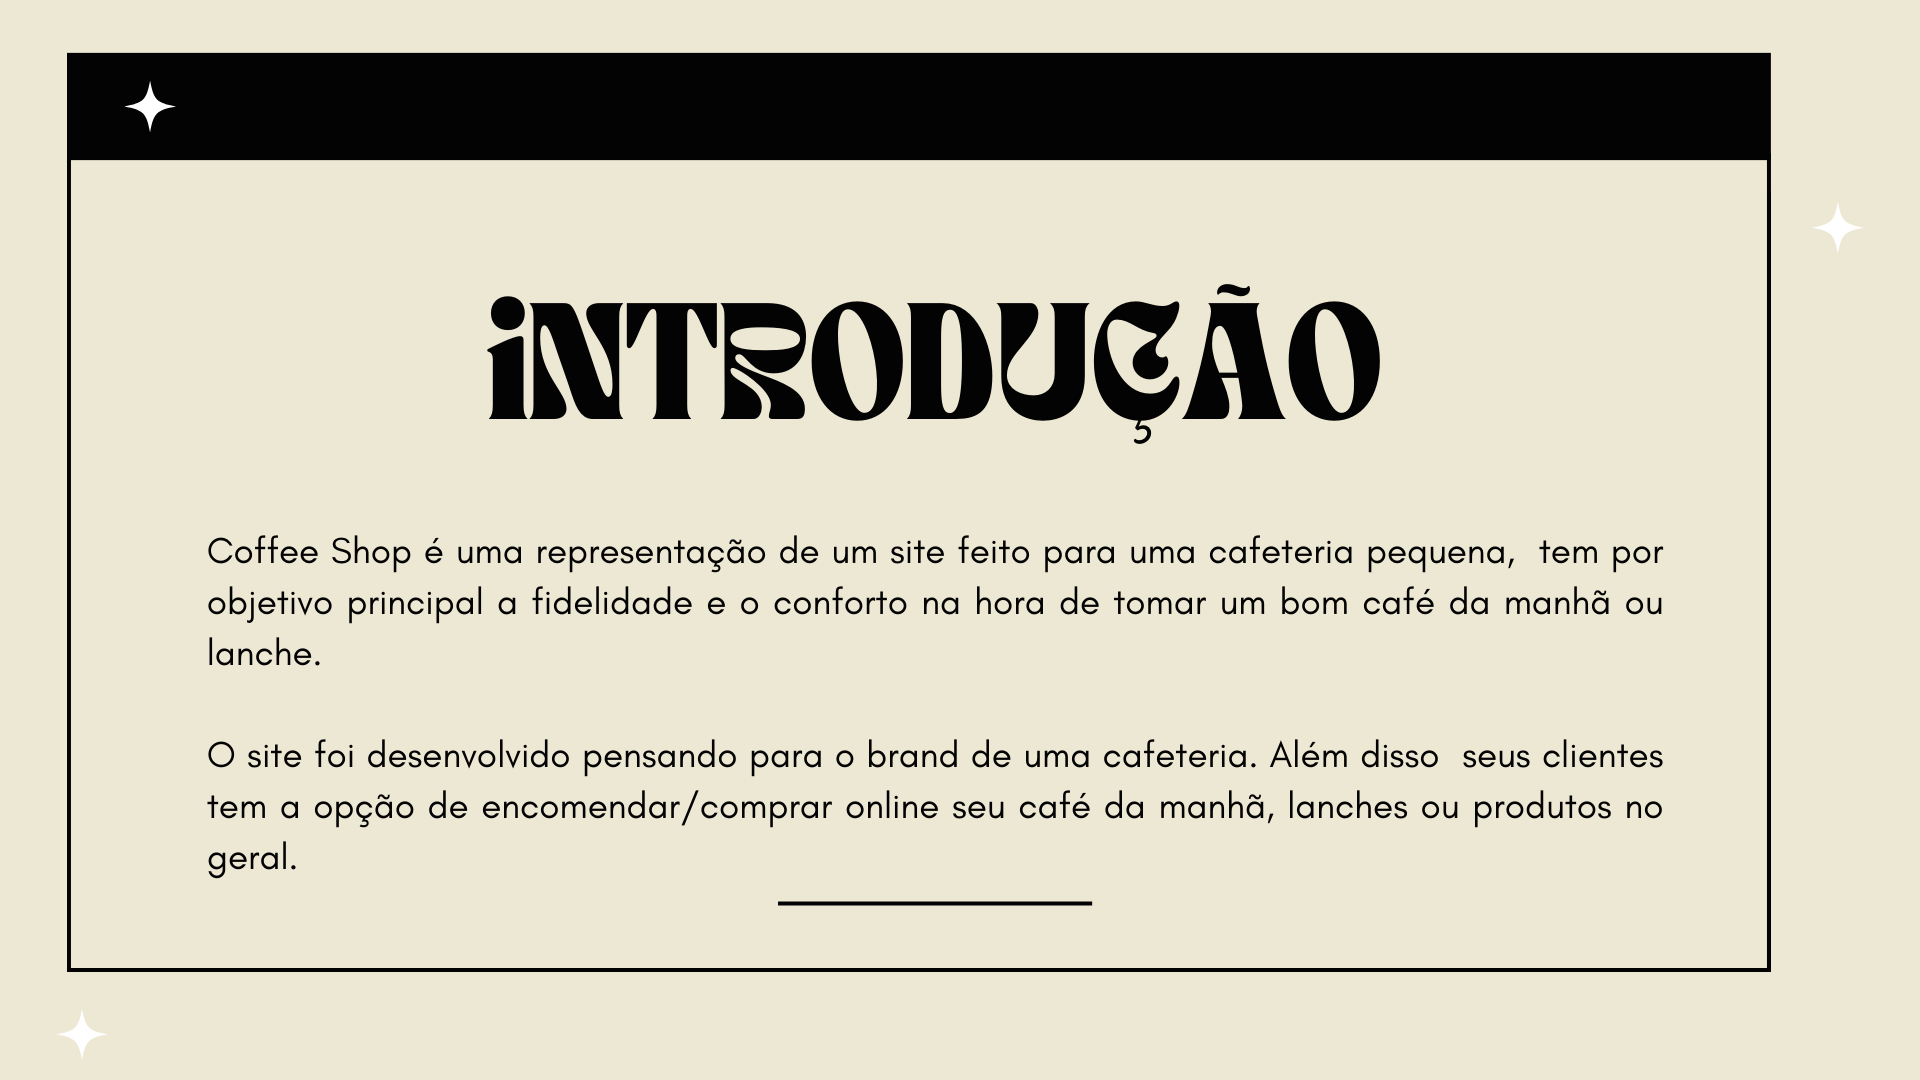 iNTRODUÇÃO
Coffee Shop é uma representação de um site feito para uma cafeteria pequena,  tem por
objetivo principal a fidelidade e o conforto na hora de tomar um bom café da manhã ou
lanche.
O site foi desenvolvido pensando para o brand de uma cafeteria. Além disso  seus clientes
tem a opção de encomendar/comprar online seu café da manhã, lanches ou produtos no
geral.